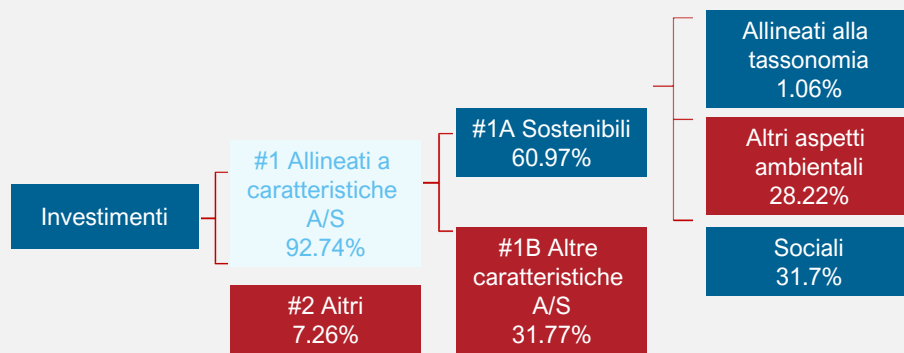 Investimenti
#1 Allineati a
caratteristiche
A/S
92.74%
#2 Aitri
7.26%
#1A Sostenibili
60.97%
#1B Altre
caratteristiche
A/S
31.77%
Allineati alla
tassonomia
1.06%
Altri aspetti
ambientali
28.22%
Sociali
31.7%